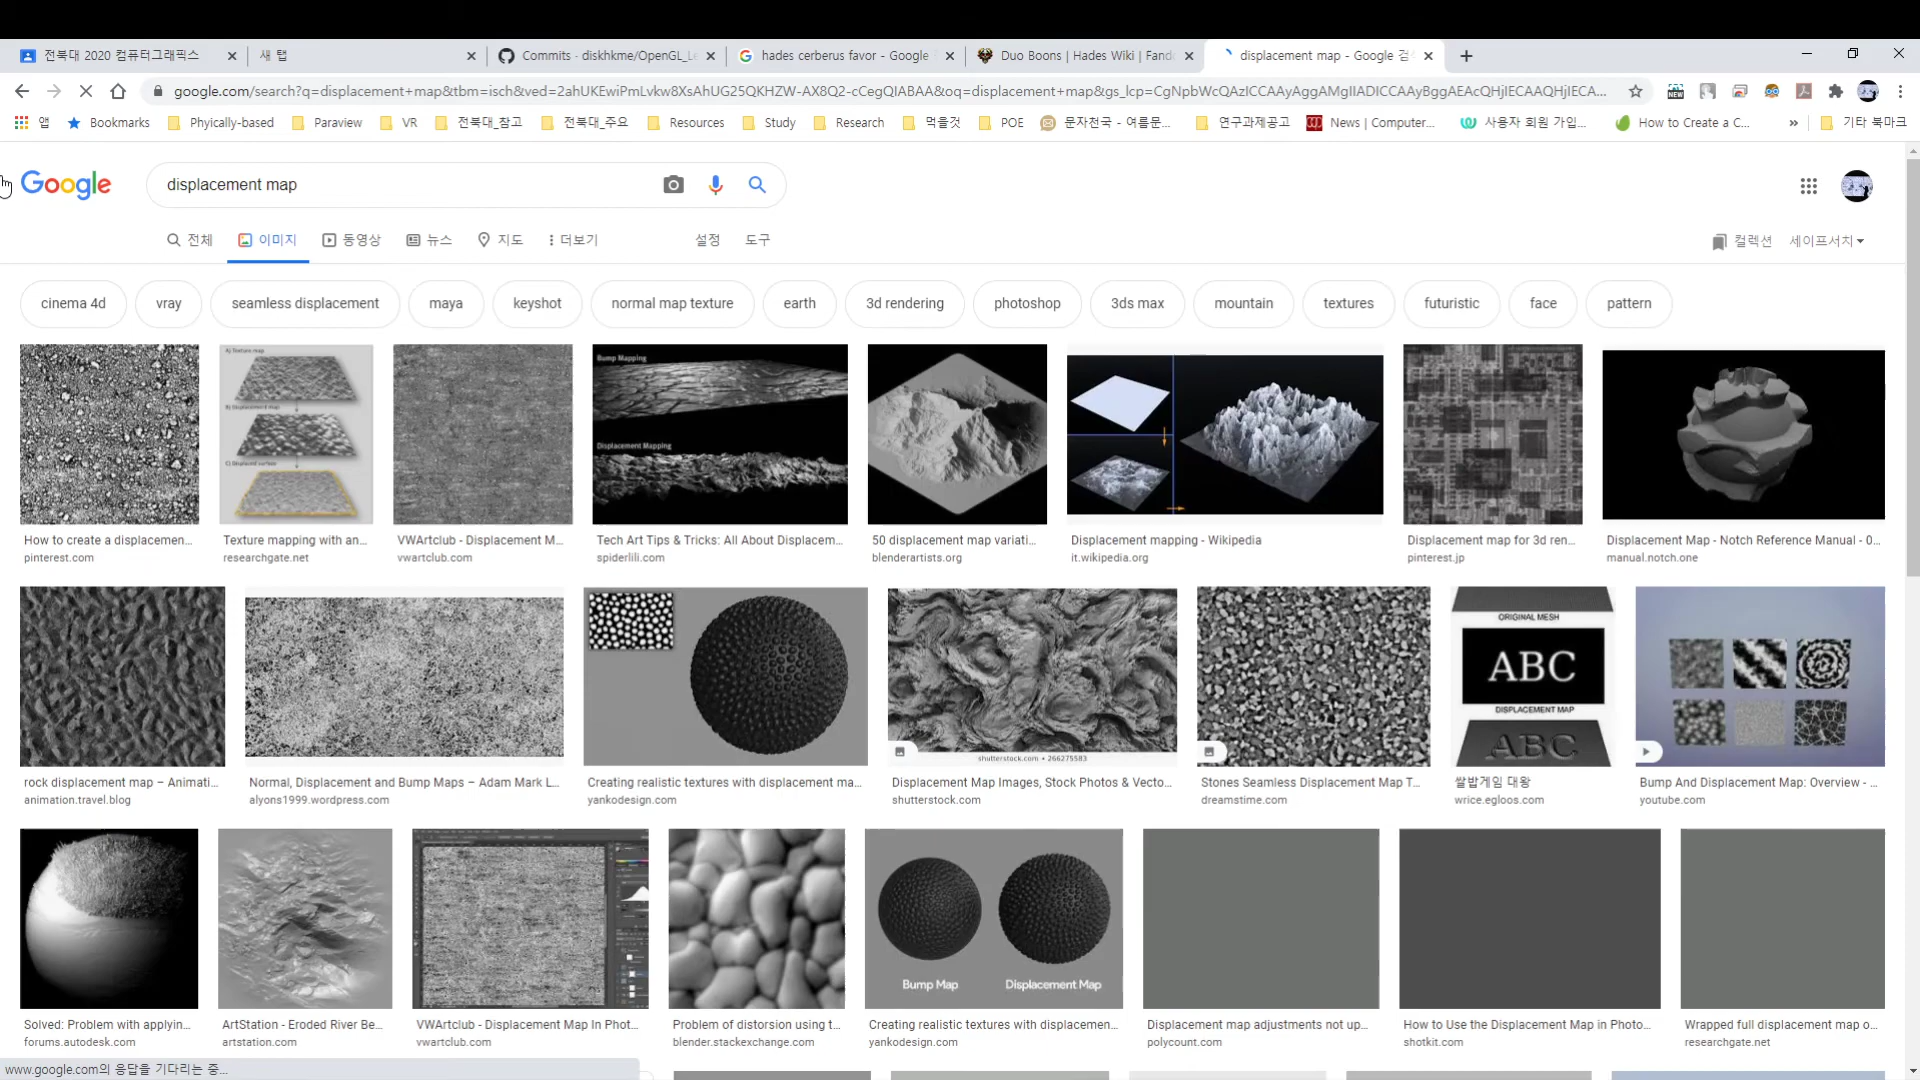 전북대 2020 컴퓨터그래픽스
새 탭
Commits · diskhkme/OpenGL_Le
hades cerberus favor - Google
Duo Boons | Hades Wiki | Fand
displacement map - Google 검
google.com/search?q=displacement+map&tbm=isch&ved=2ahUKEwiPmLvkw8XsAhUG25QKHZW-AX8Q2-cCegQIABAA&oq=displacement+map&gs_lcp=CgNpbWcQAzICCAAyAggAMgIIADICCAAyBggAEAcQHjIECAAQHjIECA...
앱
Bookmarks
Phyically-based
Paraview
VR
전북대_참고
전북대_주요
Resources
Study
Research
먹을것
POE
문자천국 - 여름문...
연구과제공고
News | Computer...
사용자 회원 가입...
How to Create a C...
»
기타 북마크
Google
displacement map
전체
이미지
동영상
뉴스
지도
더보기
설정
도구
컬렉션
세이프서치
cinema 4d
vray
seamless displacement
maya
keyshot
normal map texture
earth
3d rendering
photoshop
3ds max
mountain
textures
futuristic
face
pattern
A) Texture map
B) Displacement map
C) Displaced surface
Bump Mapping
Displacement Mapping
How to create a displacemen...
pinterest.com
Texture mapping with an...
researchgate.net
VWArtclub - Displacement M...
vwartclub.com
Tech Art Tips & Tricks: All About Displacem...
spiderlili.com
50 displacement map variati...
blenderartists.org
Displacement mapping - Wikipedia
it.wikipedia.org
Displacement map for 3d ren...
pinterest.jp
Displacement Map - Notch Reference Manual - 0...
manual.notch.one
shutterstock.com • 266275583
ORIGINAL MESH
ABC
DISPLACEMENT MAP
ABC
rock displacement map – Animati...
animation.travel.blog
Normal, Displacement and Bump Maps – Adam Mark L...
alyons1999.wordpress.com
Creating realistic textures with displacement ma...
yankodesign.com
Displacement Map Images, Stock Photos & Vecto...
shutterstock.com
Stones Seamless Displacement Map T...
dreamstime.com
쌀밥게임 대왕
wrice.egloos.com
Bump And Displacement Map: Overview - ...
youtube.com
Bump Map
Displacement Map
Solved: Problem with applyin...
forums.autodesk.com
ArtStation - Eroded River Be...
artstation.com
VWArtclub - Displacement Map In Phot...
vwartclub.com
Problem of distorsion using t...
blender.stackexchange.com
Creating realistic textures with displacemen...
yankodesign.com
Displacement map adjustments not up...
polycount.com
How to Use the Displacement Map in Photo...
shotkit.com
Wrapped full displacement map o...
researchgate.net
www.google.com의 응답을 기다리는 중...